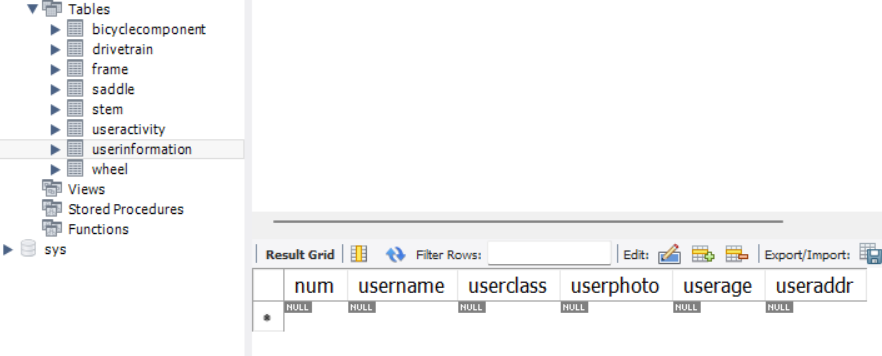 Tables
bicyclecomponent
drivetrain
frame
saddle
stem
useractivity
userinformation
wheel
Views
Stored Procedures
Functions
sys
Result Grid Filter Rows: Edit: Export/Import:
num username userclass userphoto userage useraddr
NULL NULL NULL NULL NULL NULL